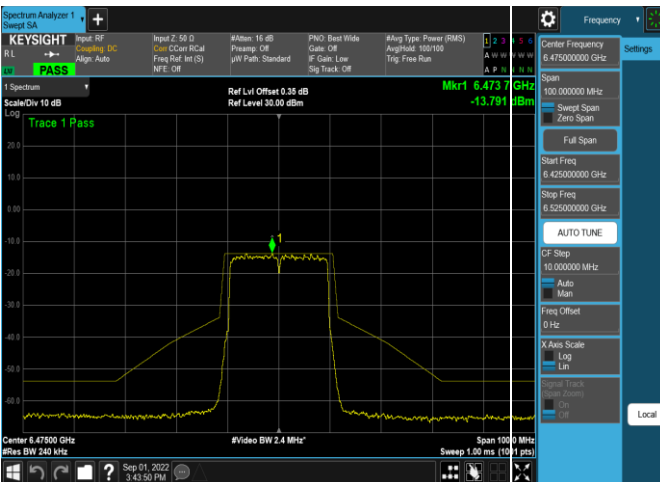 Spectrum Analyzer 1
Swept SA
+
Frequency
KEYSIGHT
RL
PASS
Input: RF
Coupling: DC
Align: Auto
Input Z: 50 Ω
Corr CCorr RCal
Freq Ref: Int (S)
NFE: Off
#Atten: 16 dB
Preamp: Off
µW Path: Standard
PNO: Best Wide
Gate: Off
IF Gain: Low
Sig Track: Off
#Avg Type: Power (RMS)
Avg|Hold: 100/100
Trig: Free Run
1 2 3 4 5 6
A W W W W W
A P N N N N
1 Spectrum
Scale/Div 10 dB
Log
Ref Lvl Offset 0.35 dB
Ref Level 30.00 dBm
Mkr1 6.473 7 GHz
-13.791 dBm
Trace 1 Pass
1
20.0
10.0
0.00
-10.0
-20.0
-30.0
-40.0
-50.0
-60.0
Center 6.47500 GHz
#Res BW 240 kHz
#Video BW 2.4 MHz*
Span 100.0 MHz
Sweep 1.00 ms (1001 pts)
Sep 01, 2022
3:43:50 PM
?
Center Frequency
6.475000000 GHz
Settings
Span
100.000000 MHz
Swept Span
Zero Span
Full Span
Start Freq
6.425000000 GHz
Stop Freq
6.525000000 GHz
AUTO TUNE
CF Step
10.000000 MHz
Auto
Man
Freq Offset
0 Hz
X Axis Scale
Log
Lin
Signal Track
(Span Zoom)
On
Off
Local